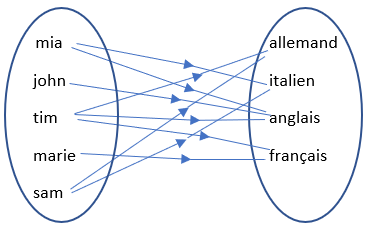 mia
john
tim
marie
sam
allemand
italien
anglais
français